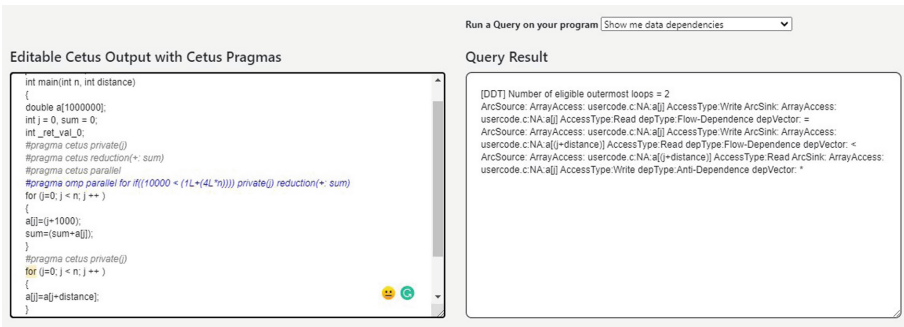 Run a Query on your program Show me data dependencies
Editable Cetus Output with Cetus Pragmas
int main(int n, int distance)
{
double a[1000000];
int j = 0, sum = 0;
int _ret_val_0;
#pragma cetus private(j)
#pragma cetus reduction(+: sum)
#pragma cetus parallel
#pragma omp parallel for if((10000 < (1L+(4L*n)))) private(j) reduction(+: sum)
for (j=0; j < n; j ++ )
{
a[j]=(j+1000);
sum=(sum+a[j]);
}
#pragma cetus private(j)
for (j=0; j < n; j ++ )
{
a[j]=a[j+distance];
}
Query Result
[DDT] Number of eligible outermost loops = 2
ArcSource: ArrayAccess: usercode.c:NA:a[j] AccessType:Write ArcSink: ArrayAccess:
usercode.c:NA:a[j] AccessType:Read depType:Flow-Dependence depVector: =
ArcSource: ArrayAccess: usercode.c:NA:a[j] AccessType:Write ArcSink: ArrayAccess:
usercode.c:NA:a[(j+distance)] AccessType:Read depType:Flow-Dependence depVector: <
ArcSource: ArrayAccess: usercode.c:NA:a[(j+distance)] AccessType:Read ArcSink: ArrayAccess:
usercode.c:NA:a[j] AccessType:Write depType:Anti-Dependence depVector: *